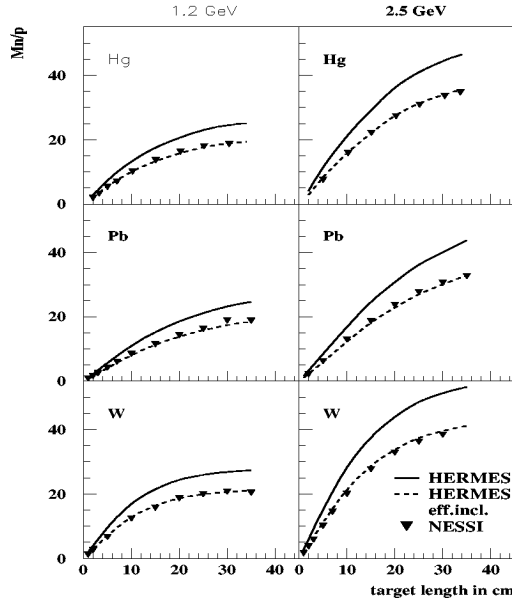 1.2 GeV
2.5 GeV
Mn/p
Hg
Hg
40
20
0
Pb
Pb
40
20
0
W
W
40
20
0
HERMES
HERMES
eff.incl.
NESSI
0 10 20 30 40 0 10 20 30 40
target length in cm